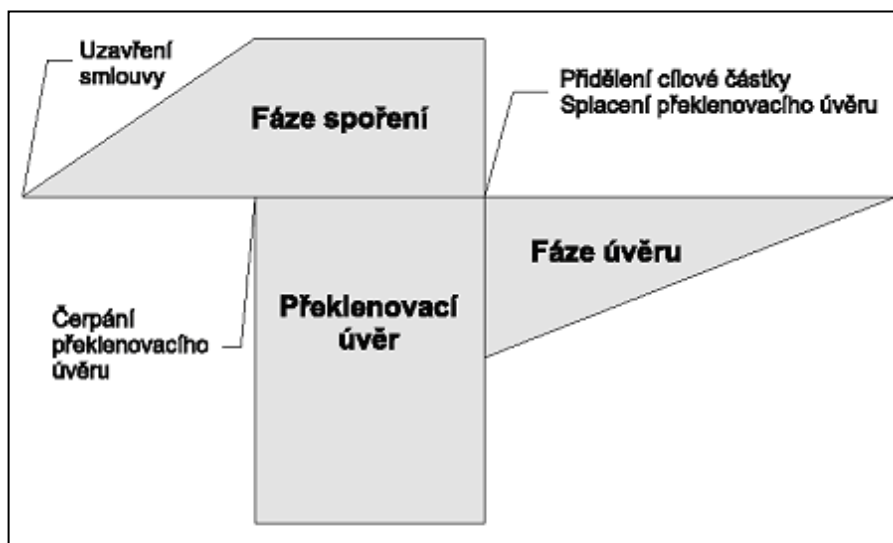 Uzavření
smlouvy
Fáze spoření
Přidělení cílové částky
Splacení překlenovacího úvěru
Fáze úvěru
Překlenovací
úvěr
Čerpání
překlenovacího
úvěru